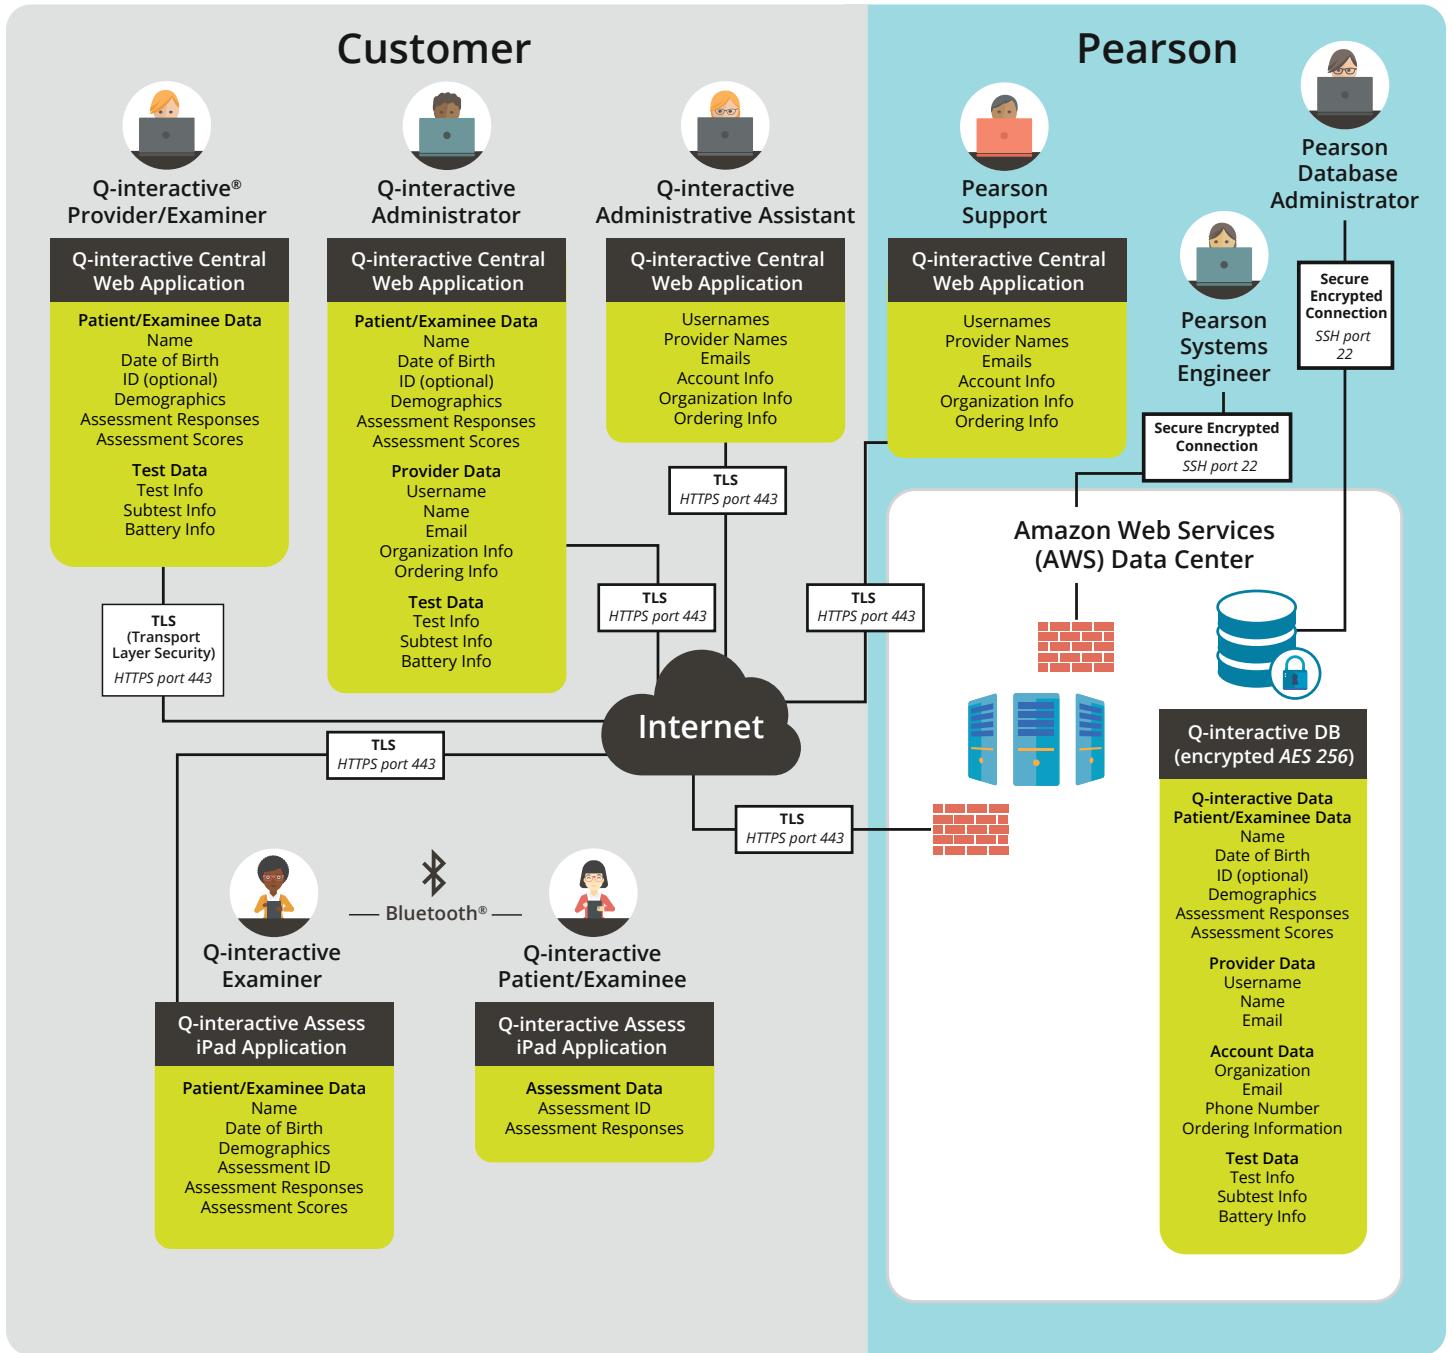 Customer
Pearson
Q-interactive®
Provider/Examiner
Q-interactive Central
Web Application
Patient/Examinee Data
Name
Date of Birth
ID (optional)
Demographics
Assessment Responses
Assessment Scores
Test Data
Test Info
Subtest Info
Battery Info
TLS
(Transport
Layer Security)
HTTPS port 443
Q-interactive
Administrator
Q-interactive Central
Web Application
Patient/Examinee Data
Name
Date of Birth
ID (optional)
Demographics
Assessment Responses
Assessment Scores
Provider Data
Username
Name
Email
Organization Info
Ordering Info
Test Data
Test Info
Subtest Info
Battery Info
TLS
HTTPS port 443
Q-interactive
Administrative Assistant
Q-interactive Central
Web Application
Usernames
Provider Names
Emails
Account Info
Organization Info
Ordering Info
TLS
HTTPS port 443
Pearson
Support
Q-interactive Central
Web Application
Usernames
Provider Names
Emails
Account Info
Organization Info
Ordering Info
TLS
HTTPS port 443
Pearson
Systems
Engineer
Secure Encrypted
Connection
SSH port 22
Pearson
Database
Administrator
Secure
Encrypted
Connection
SSH port
22
Internet
TLS
HTTPS port 443
TLS
HTTPS port 443
Bluetooth®
Q-interactive
Examiner
Q-interactive Assess
iPad Application
Patient/Examinee Data
Name
Date of Birth
Demographics
Assessment ID
Assessment Responses
Assessment Scores
Q-interactive
Patient/Examinee
Q-interactive Assess
iPad Application
Assessment Data
Assessment ID
Assessment Responses
Amazon Web Services
(AWS) Data Center
Q-interactive DB
(encrypted AES 256)
Q-interactive Data
Patient/Examinee Data
Name
Date of Birth
ID (optional)
Demographics
Assessment Responses
Assessment Scores
Provider Data
Username
Name
Email
Account Data
Organization
Email
Phone Number
Ordering Information
Test Data
Test Info
Subtest Info
Battery Info